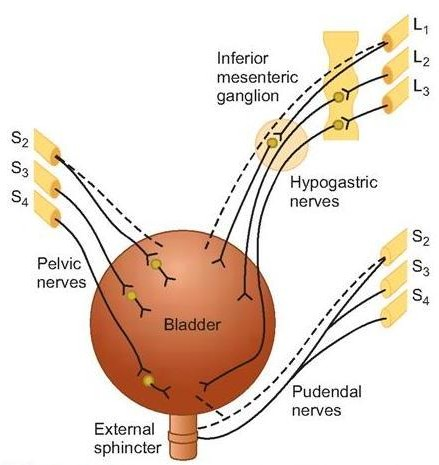 L1
L2
L3
Inferior
mesenteric
ganglion
Hypogastric
nerves
S2
S3
S4
Pelvic
nerves
Bladder
S2
S3
S4
Pudendal
nerves
External
sphincter